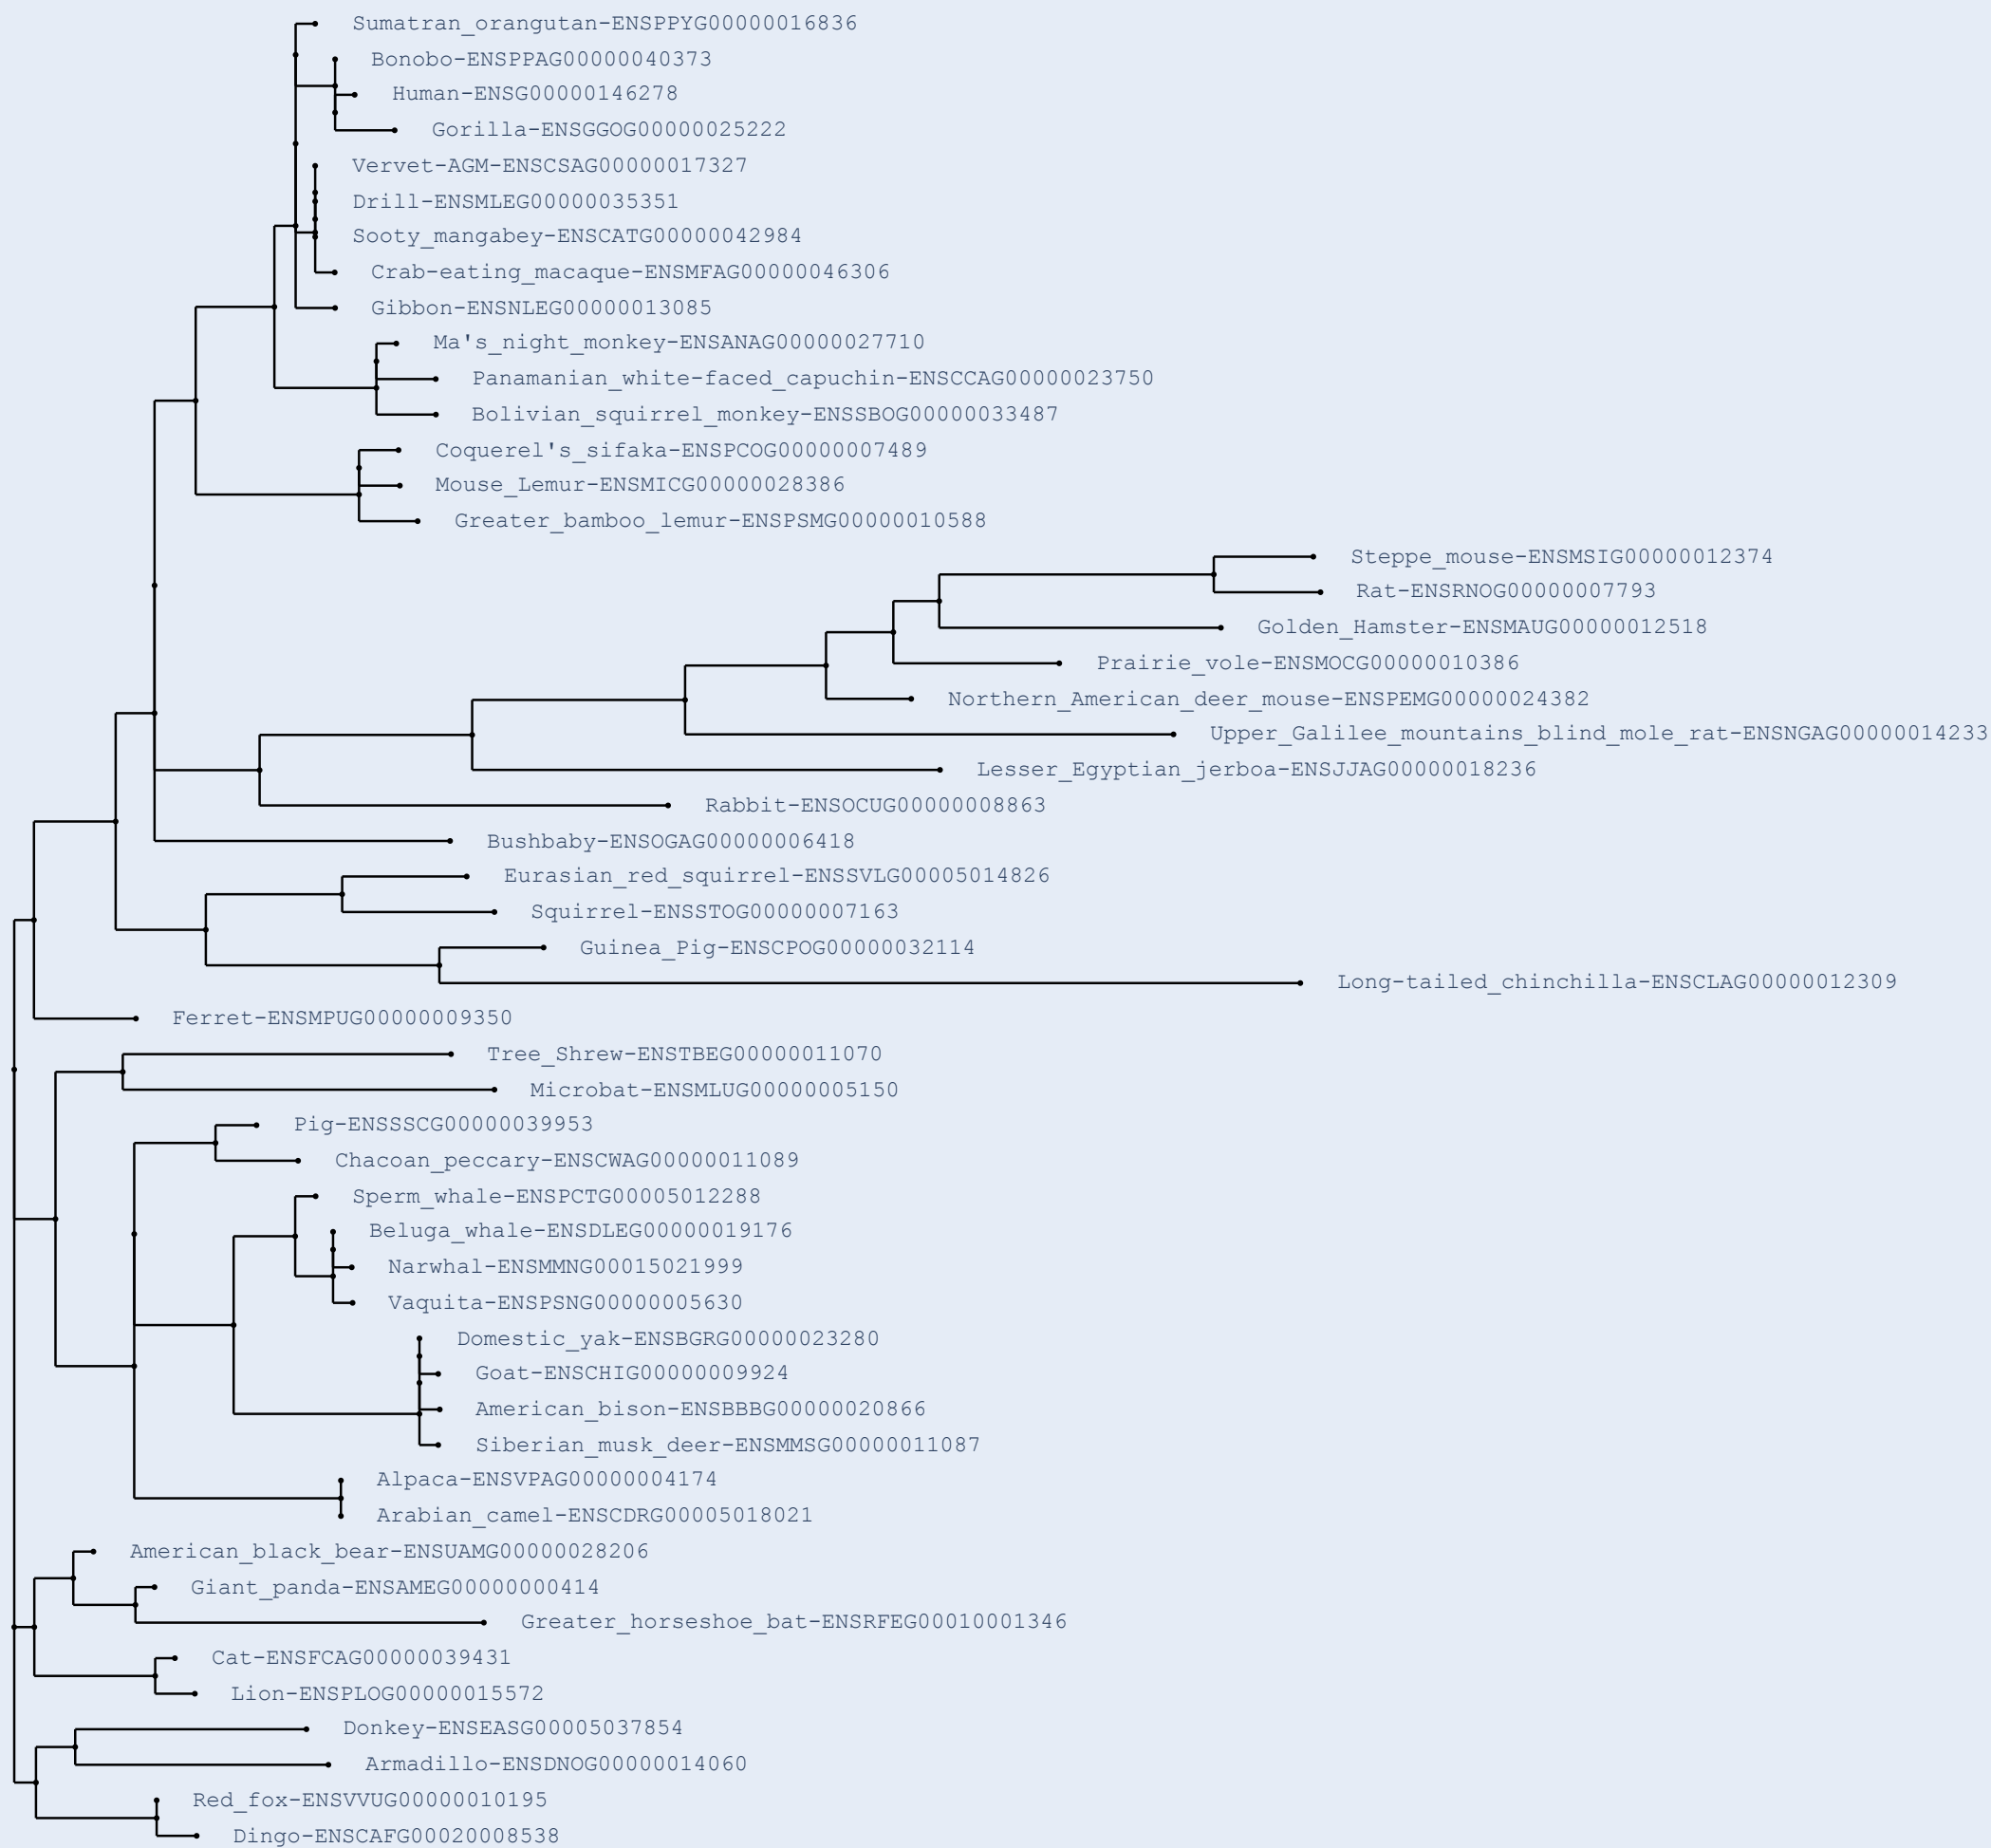 Sumatran_orangutan-ENSPPYG00000016836
Bonobo-ENSPPAG00000040373
Human-ENSG00000146278
Gorilla-ENSGGOG00000025222
Vervet-AGM-ENSCSAG00000017327
Drill-ENSMLEG00000035351
Sooty_mangabey-ENSCATG00000042984
Crab-eating_macaque-ENSMFAG00000046306
Gibbon-ENSNLEG00000013085
Ma's_night_monkey-ENSANAG00000027710
Panamanian_white-faced_capuchin-ENSCCAG00000023750
Bolivian_squirrel_monkey-ENSSBOG00000033487
Coquerel's_sifaka-ENSPCOG00000007489
Mouse_Lemur-ENSMICG00000028386
Greater_bamboo_lemur-ENSPSMG00000010588
Steppe_mouse-ENSMSIG00000012374
Rat-ENSRNOG00000007793
Golden_Hamster-ENSMAUG00000012518
Prairie_vole-ENSMOCG00000010386
Northern_American_deer_mouse-ENSPEMG00000024382
Upper_Galilee_mountains_blind_mole_rat-ENSNGAG00000014233
Lesser_Egyptian_jerboa-ENSJJAG00000018236
Rabbit-ENSOCUG00000008863
Bushbaby-ENSOGAG00000006418
Eurasian_red_squirrel-ENSSVLG00005014826
Squirrel-ENSSTOG00000007163
Guinea_Pig-ENSCPOG00000032114
Long-tailed_chinchilla-ENSCLAG00000012309
Ferret-ENSMPUG00000009350
Tree_Shrew-ENSTBEG00000011070
Microbat-ENSMLUG00000005150
Pig-ENSSSCG00000039953
Chacoan_peccary-ENSCWAG00000011089
Sperm_whale-ENSPCTG00005012288
Beluga_whale-ENSDLEG00000019176
Narwhal-ENSMMNG00015021999
Vaquita-ENSPSNG00000005630
Domestic_yak-ENSBGRG00000023280
Goat-ENSCHIG00000009924
American_bison-ENSBBBG00000020866
Siberian_musk_deer-ENSMMSG00000011087
Alpaca-ENSVPAG00000004174
Arabian_camel-ENSCDRG00005018021
American_black_bear-ENSUAMG00000028206
Giant_panda-ENSAMEG00000000414
Greater_horseshoe_bat-ENSRFEG00010001346
Cat-ENSFCAG00000039431
Lion-ENSPLOG00000015572
Donkey-ENSEASG00005037854
Armadillo-ENSDNOG00000014060
Red_fox-ENSVVUG00000010195
Dingo-ENSCAFG00020008538